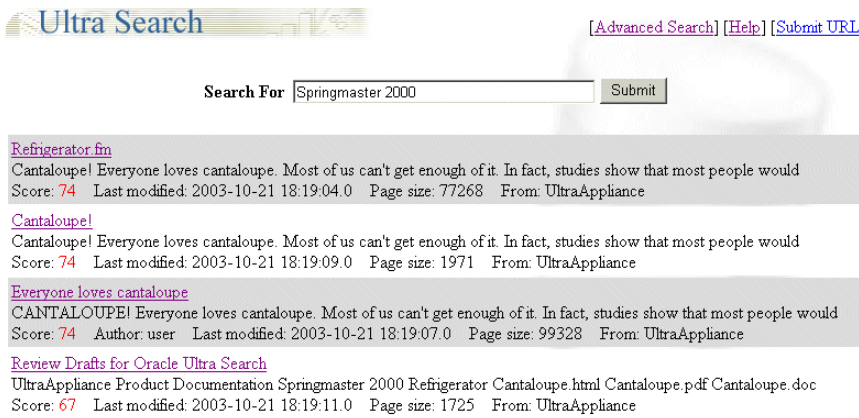 Ultra Search
[Advanced Search] [Help] [Submit URL
Search For Springmaster 2000 Submit
Refrigerator.fm
Cantaloupe! Everyone loves cantaloupe. Most of us can't get enough of it. In fact, studies show that most people would
Score: 74 Last modified: 2003-10-21 18:19:04.0 Page size: 77268 From: UltraAppliance
Cantaloupe!
Cantaloupe! Everyone loves cantaloupe. Most of us can't get enough of it. In fact, studies show that most people would
Score: 74 Last modified: 2003-10-21 18:19:09.0 Page size: 1971 From: UltraAppliance
Everyone loves cantaloupe
CANTALOUPE! Everyone loves cantaloupe. Most of us can't get enough of it. In fact, studies show that most people would
Score: 74 Author: user Last modified: 2003-10-21 18:19:07.0 Page size: 99328 From: UltraAppliance
Review Drafts for Oracle Ultra Search
UltraAppliance Product Documentation Springmaster 2000 Refrigerator Cantaloupe.html Cantaloupe.pdf Cantaloupe.doc
Score: 67 Last modified: 2003-10-21 18:19:11.0 Page size: 1725 From: UltraAppliance